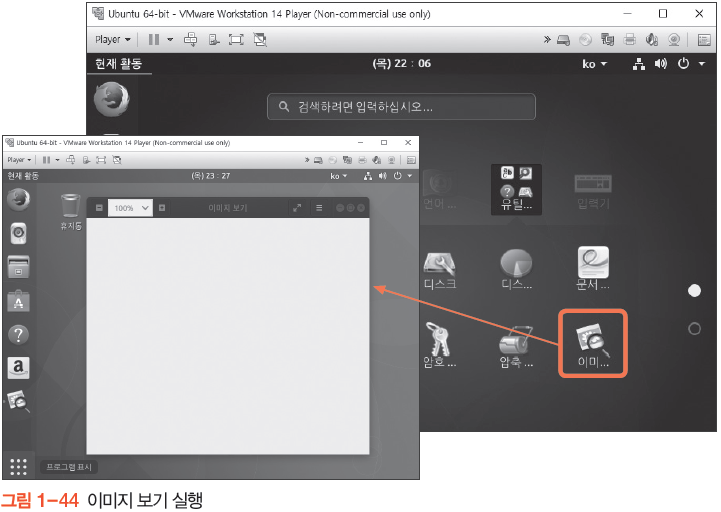 Ubuntu 64-bit - VMware Workstation 14 Player (Non-commercial use only)
Player
현재 활동
(목) 22 : 06
ko
검색하려면 입력하십시오...
언어 ...
유틸...
입력기
디스크
디스...
문서 ...
암호 ...
압축 ...
이미...
Ubuntu 64-bit - VMware Workstation 14 Player (Non-commercial use only)
Player
현재 활동
(목) 23 : 27
ko
휴지통
100%
이미지 보기
프로그램 표시
그림 1-44 이미지 보기 실행